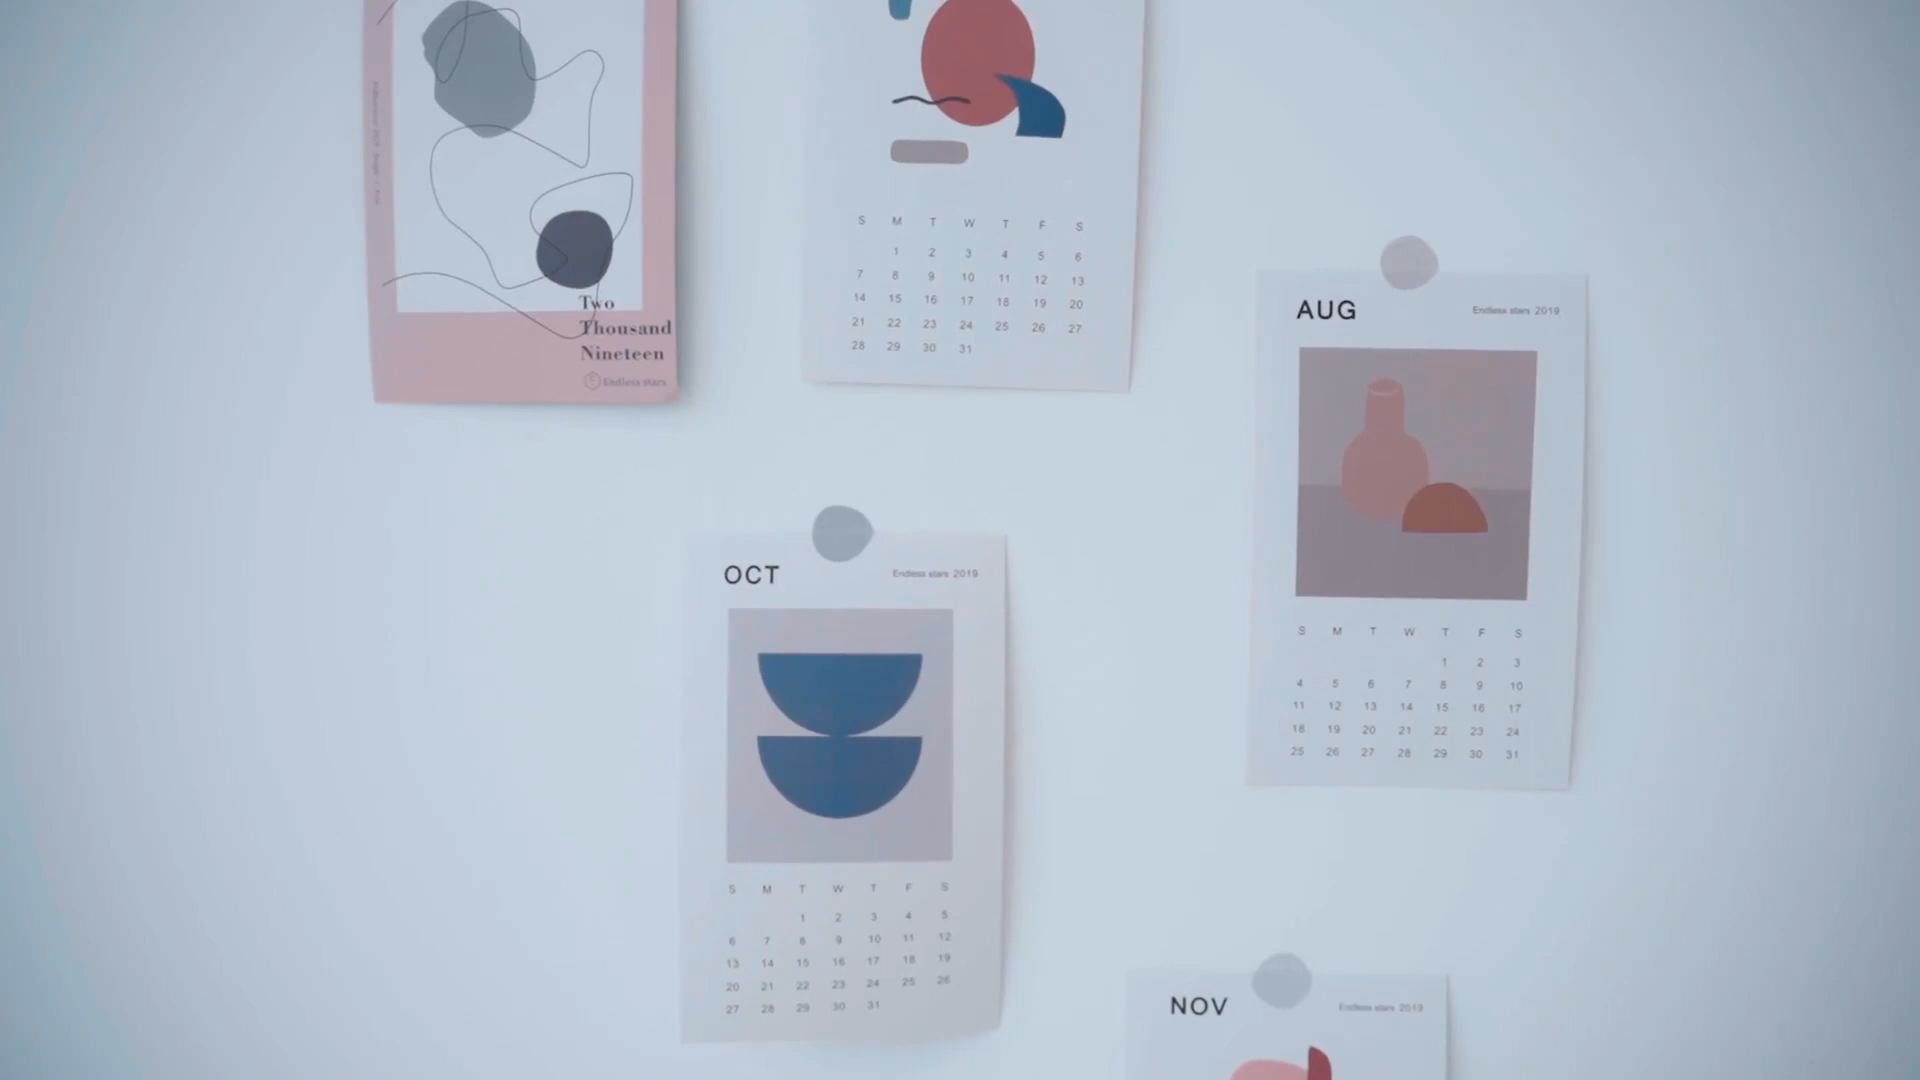 Two
Thousand
Nineteen
Endless stars
S M T W T F S
1 2 3 4 5 6
7 8 9 10 11 12 13
14 15 16 17 18 19 20
21 22 23 24 25 26 27
28 29 30 31
AUG
Endless stars 2019
S M T W T F S
1 2 3
4 5 6 7 8 9 10
11 12 13 14 15 16 17
18 19 20 21 22 23 24
25 26 27 28 29 30 31
OCT
Endless stars 2019
S M T W T F S
1 2 3 4 5
6 7 8 9 10 11 12
13 14 15 16 17 18 19
20 21 22 23 24 25 26
27 28 29 30 31
NOV
Endless stars 2019